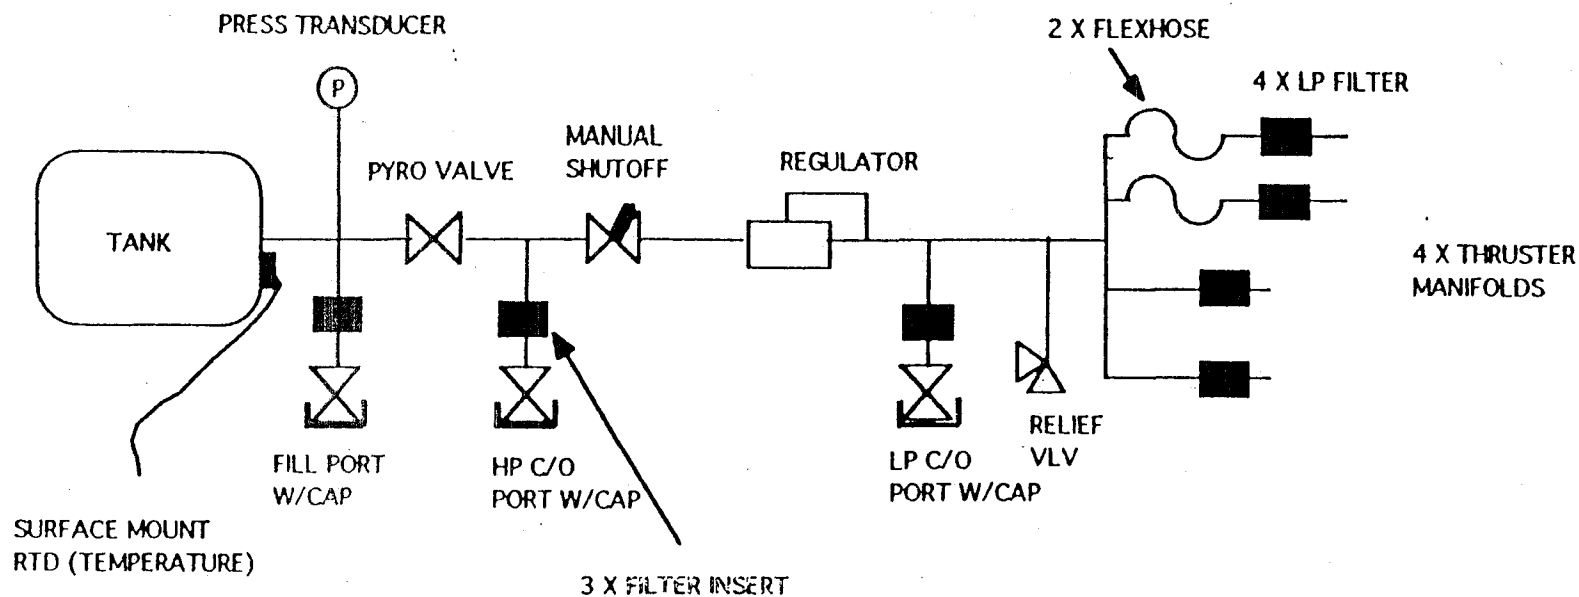 PRESS TRANSDUCER
2 X FLEXHOSE
4 X LP FILTER
P
MANUAL
SHUTOFF
PYRO VALVE
REGULATOR
TANK
4 X THRUSTER
MANIFOLDS
FILL PORT
W/CAP
HP C/O
PORT W/CAP
LP C/O
PORT W/CAP
RELIEF
VLV
SURFACE MOUNT
RTD (TEMPERATURE)
3 X FILTER INSERT